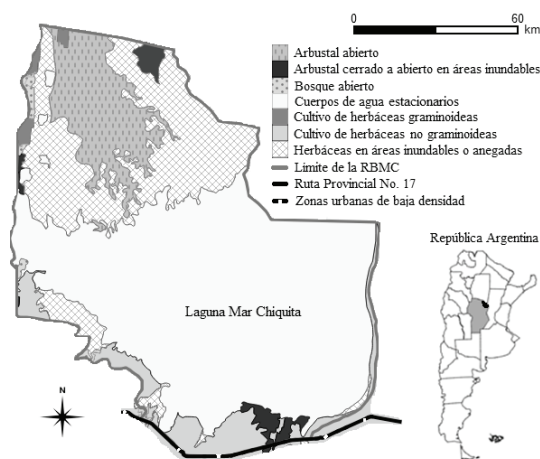 0 60
km
Arbustal abierto
Arbustal cerrado a abierto en áreas inundables
Bosque abierto
Cuerpos de agua estacionarios
Cultivo de herbáceas graminoideas
Cultivo de herbáceas no graminoideas
Herbáceas en áreas inundables o anegadas
Límite de la RBMC
Ruta Provincial No. 17
Zonas urbanas de baja densidad
República Argentina
Laguna Mar Chiquita
N